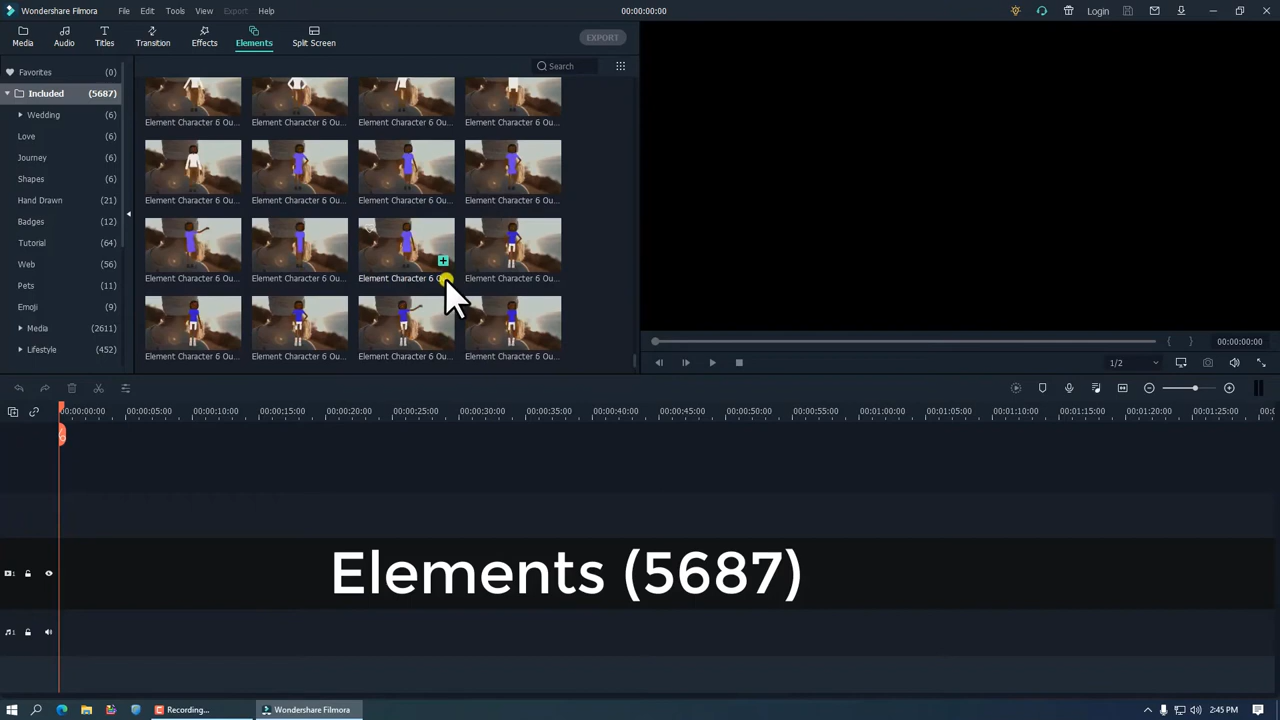 Wondershare Filmora File Edit Tools View Export Help 00:00:00:00 Login
Media Audio Titles Transition Effects Elements Split Screen EXPORT
Favorites (0) Search
Included (5687)
Wedding (6)
Element Character 6 Ou... Element Character 6 Ou... Element Character 6 Ou... Element Character 6 Ou...
Love (6)
Journey (6)
Shapes (6)
Hand Drawn (21)
Element Character 6 Ou... Element Character 6 Ou... Element Character 6 Ou... Element Character 6 Ou...
Badges (12)
Tutorial (64)
Web (56)
Element Character 6 Ou... Element Character 6 Element Character 6 O Element Character 6 Ou...
Pets (11)
Emoji (9)
Media (2611)
Lifestyle (452)
Element Character 6 Ou... Element Character 6 Ou... Element Character 6 Ou... Element Character 6 Ou...
00:00:00:00
1/2
00:00:00:00 00:00:05:00 00:00:10:00 00:00:15:00 00:00:20:00 00:00:25:00 00:00:30:00 00:00:35:00 00:00:40:00 00:00:45:00 00:00:50:00 00:00:55:00 00:01:00:00 00:01:05:00 00:01:10:00 00:01:15:00 00:01:20:00 00:01:25:00
Elements (5687)
1
1
Recording... Wondershare Filmora 2:45 PM